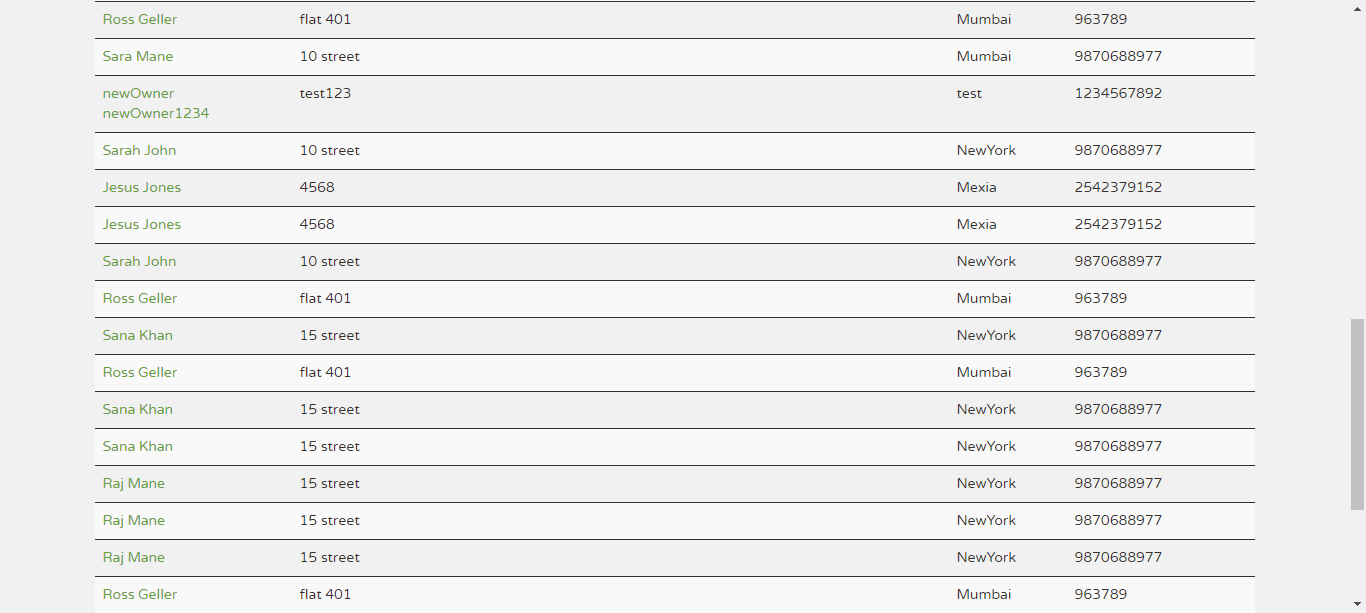 Ross Geller flat 401 Mumbai 963789
Sara Mane 10 street Mumbai 9870688977
newOwner test123 test 1234567892
newOwner1234
Sarah John 10 street NewYork 9870688977
Jesus Jones 4568 Mexia 2542379152
Jesus Jones 4568 Mexia 2542379152
Sarah John 10 street NewYork 9870688977
Ross Geller flat 401 Mumbai 963789
Sana Khan 15 street NewYork 9870688977
Ross Geller flat 401 Mumbai 963789
Sana Khan 15 street NewYork 9870688977
Sana Khan 15 street NewYork 9870688977
Raj Mane 15 street NewYork 9870688977
Raj Mane 15 street NewYork 9870688977
Raj Mane 15 street NewYork 9870688977
Ross Geller flat 401 Mumbai 963789